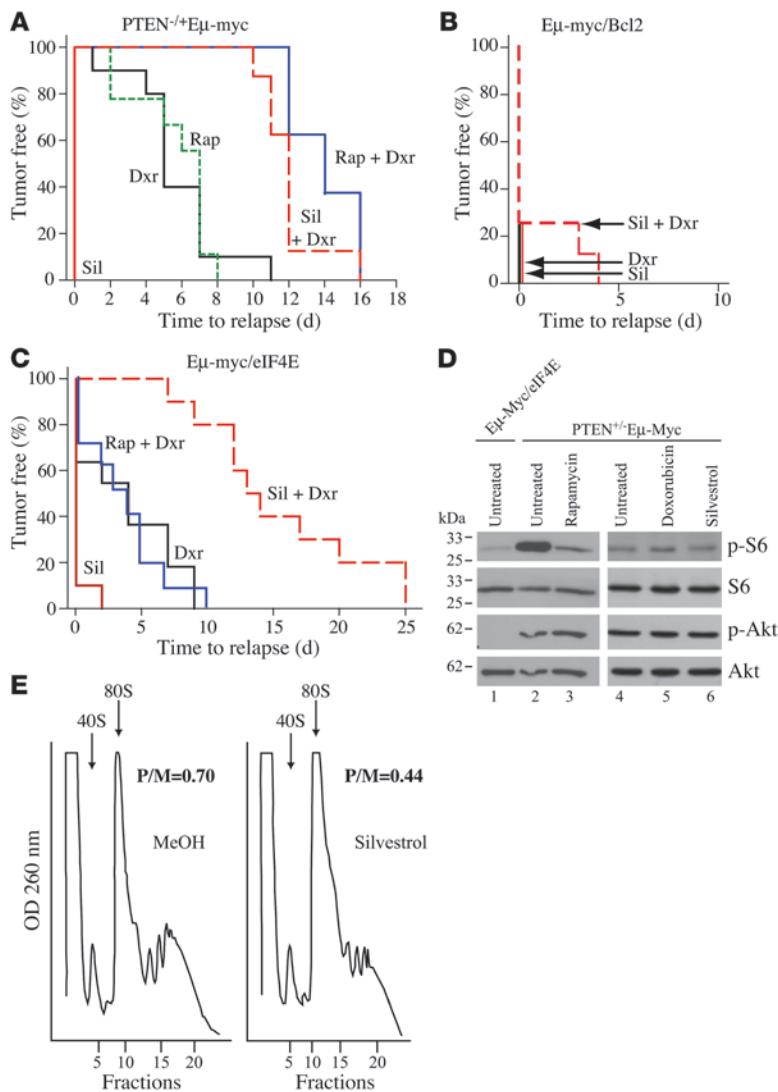 A
PTEN-/+Eμ-myc
Tumor free (%)
100
80
60
40
20
0
Rap
Dxr
Rap + Dxr
Sil
+ Dxr
Sil
0 2 4 6 8 10 12 14 16 18
Time to relapse (d)
B
Eμ-myc/Bcl2
Tumor free (%)
100
80
60
40
20
0
Sil + Dxr
Dxr
Sil
0 5 10
Time to relapse (d)
C
Eμ-myc/eIF4E
Tumor free (%)
100
80
60
40
20
0
Rap + Dxr
Sil + Dxr
Sil
Dxr
0 5 10 15 20 25
Time to relapse (d)
D
Eμ-Myc/eIF4E
PTEN+/-Eμ-Myc
Untreated
Untreated
Rapamycin
Untreated
Doxorubicin
Silvestrol
kDa
33
25
p-S6
33
25
S6
62
p-Akt
62
Akt
1 2 3 4 5 6
E
OD 260 nm
40S
80S
P/M=0.70
MeOH
5 10 15 20
Fractions
40S
80S
P/M=0.44
Silvestrol
5 10 15 20
Fractions